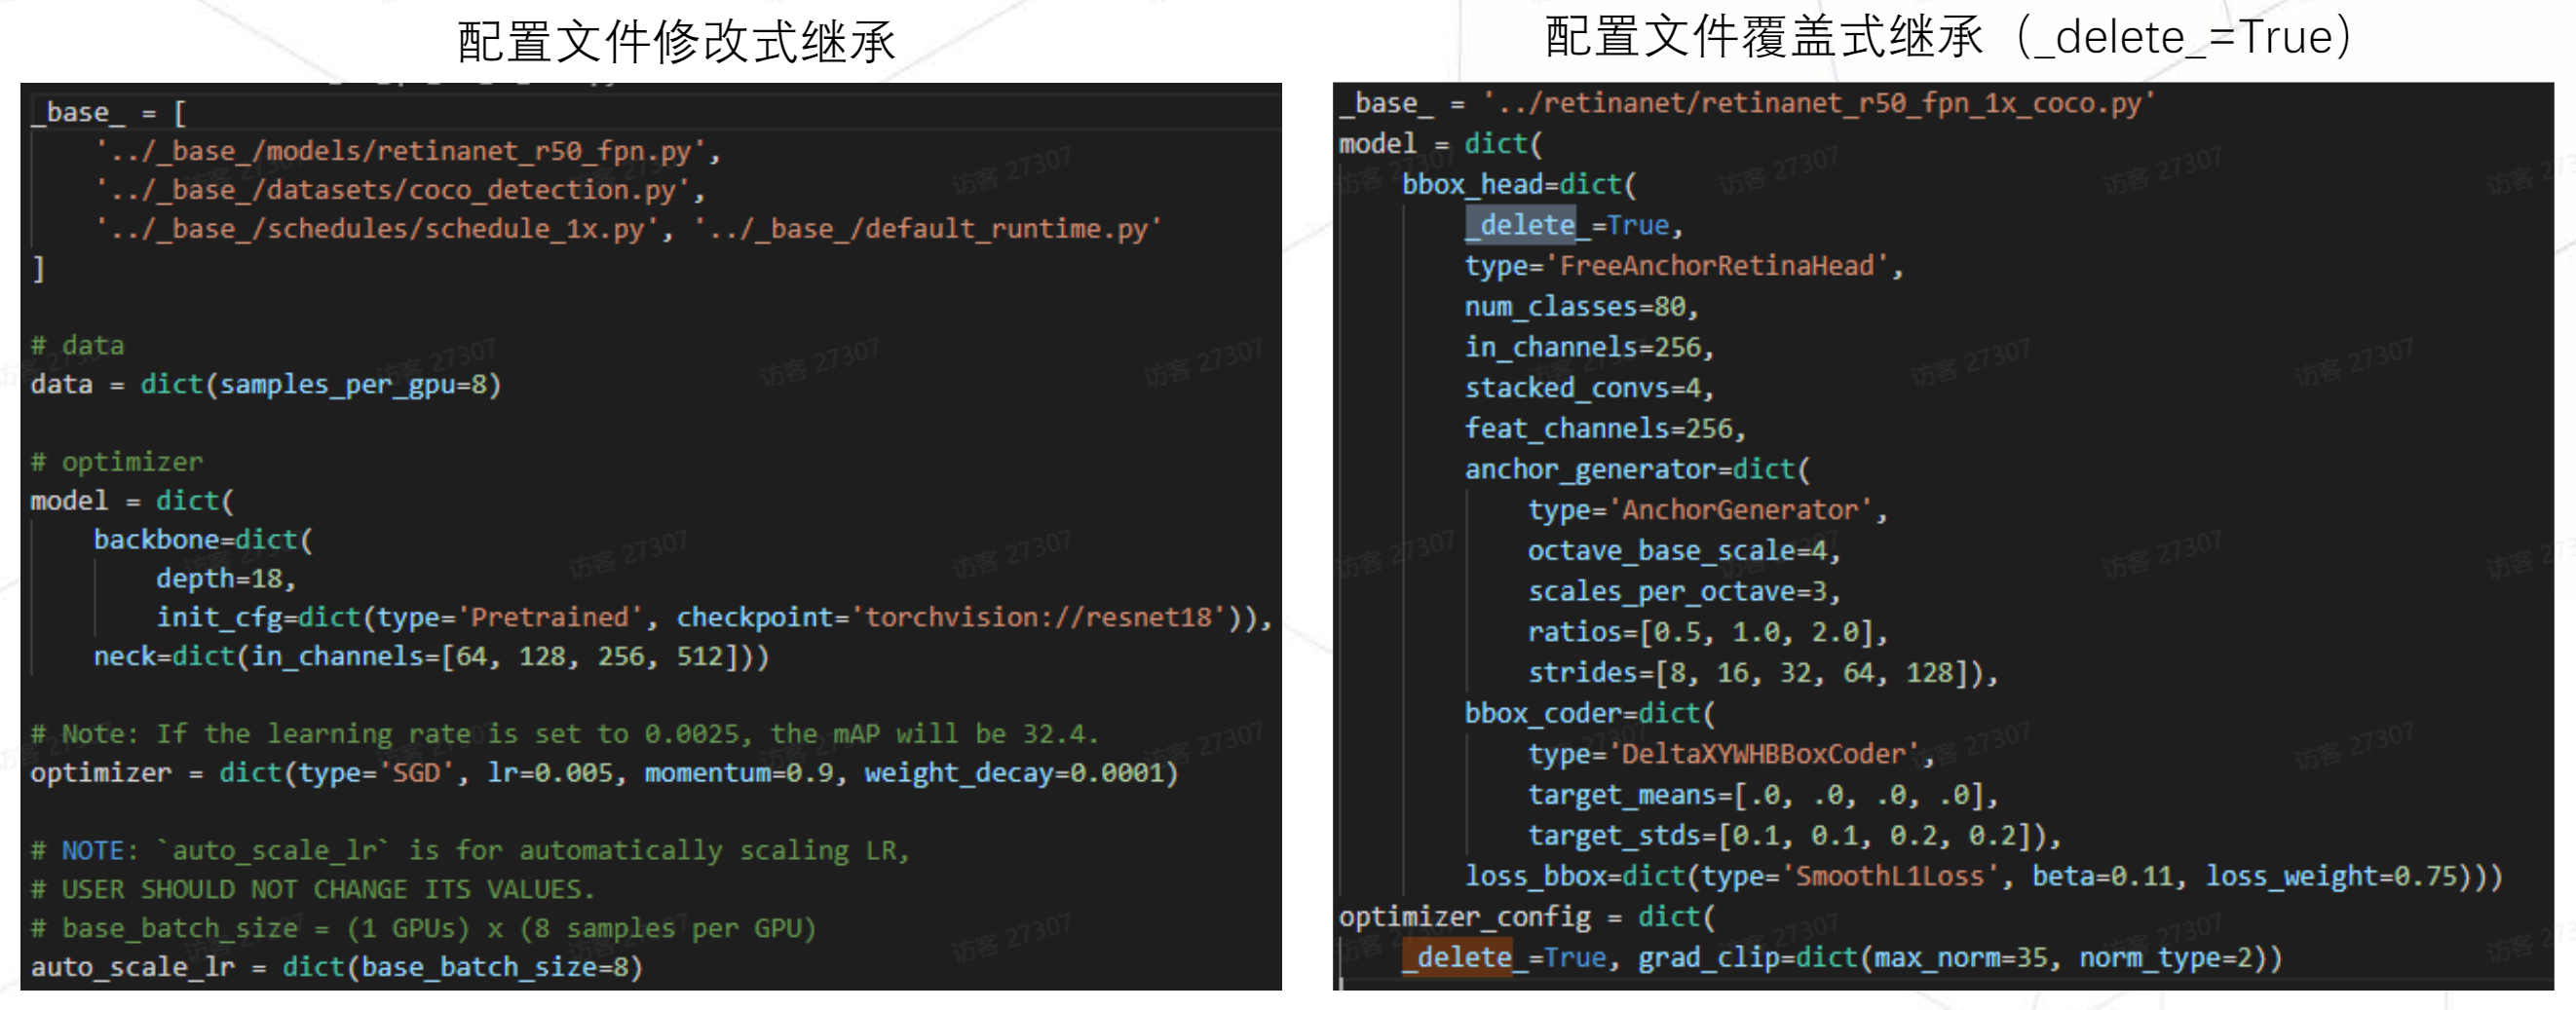 配置文件修改式继承
_base_ = [
    '../_base_/models/retinanet_r50_fpn.py',
    '../_base_/datasets/coco_detection.py',
    '../_base_/schedules/schedule_1x.py', '../_base_/default_runtime.py'
]
# data
data = dict(samples_per_gpu=8)
# optimizer
model = dict(
    backbone=dict(
        depth=18,
        init_cfg=dict(type='Pretrained', checkpoint='torchvision://resnet18')),
    neck=dict(in_channels=[64, 128, 256, 512]))
# Note: If the learning rate is set to 0.0025, the mAP will be 32.4.
optimizer = dict(type='SGD', lr=0.005, momentum=0.9, weight_decay=0.0001)
# NOTE: `auto_scale_lr` is for automatically scaling LR,
# USER SHOULD NOT CHANGE ITS VALUES.
# base_batch_size = (1 GPUs) x (8 samples per GPU)
auto_scale_lr = dict(base_batch_size=8)
配置文件覆盖式继承（_delete_=True）
_base_ = '../retinanet/retinanet_r50_fpn_1x_coco.py'
model = dict(
    bbox_head=dict(
        _delete_=True,
        type='FreeAnchorRetinaHead',
        num_classes=80,
        in_channels=256,
        stacked_convs=4,
        feat_channels=256,
        anchor_generator=dict(
            type='AnchorGenerator',
            octave_base_scale=4,
            scales_per_octave=3,
            ratios=[0.5, 1.0, 2.0],
            strides=[8, 16, 32, 64, 128]),
        bbox_coder=dict(
            type='DeltaXYWHBBoxCoder',
            target_means=[.0, .0, .0, .0],
            target_stds=[0.1, 0.1, 0.2, 0.2]),
        loss_bbox=dict(type='SmoothL1Loss', beta=0.11, loss_weight=0.75)))
optimizer_config = dict(
    _delete_=True, grad_clip=dict(max_norm=35, norm_type=2))
访客 27307